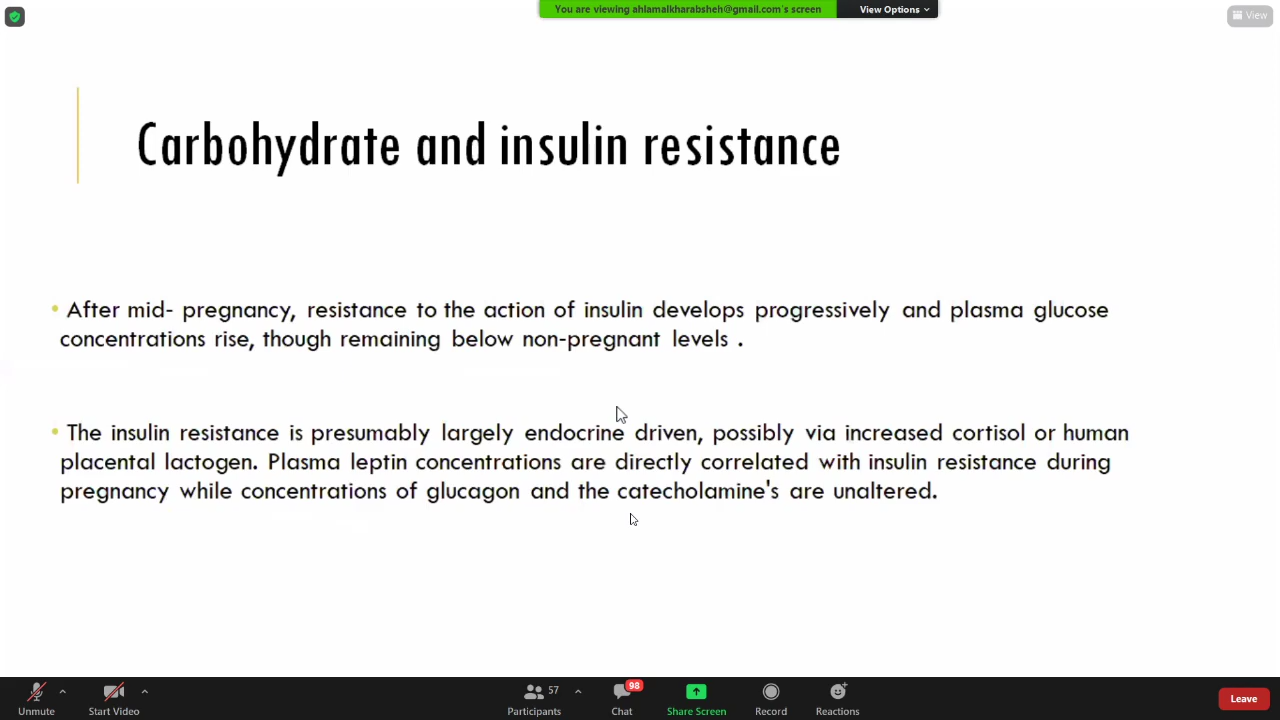 You are viewing ahlamalkharabsheh@gmail.com's screen
View Options
View
Carbohydrate and insulin resistance
• After mid- pregnancy, resistance to the action of insulin develops progressively and plasma glucose
concentrations rise, though remaining below non-pregnant levels .
• The insulin resistance is presumably largely endocrine driven, possibly via increased cortisol or human
placental lactogen. Plasma leptin concentrations are directly correlated with insulin resistance during
pregnancy while concentrations of glucagon and the catecholamine's are unaltered.
57
98
Unmute
Start Video
Participants
Chat
Share Screen
Record
Reactions
Leave